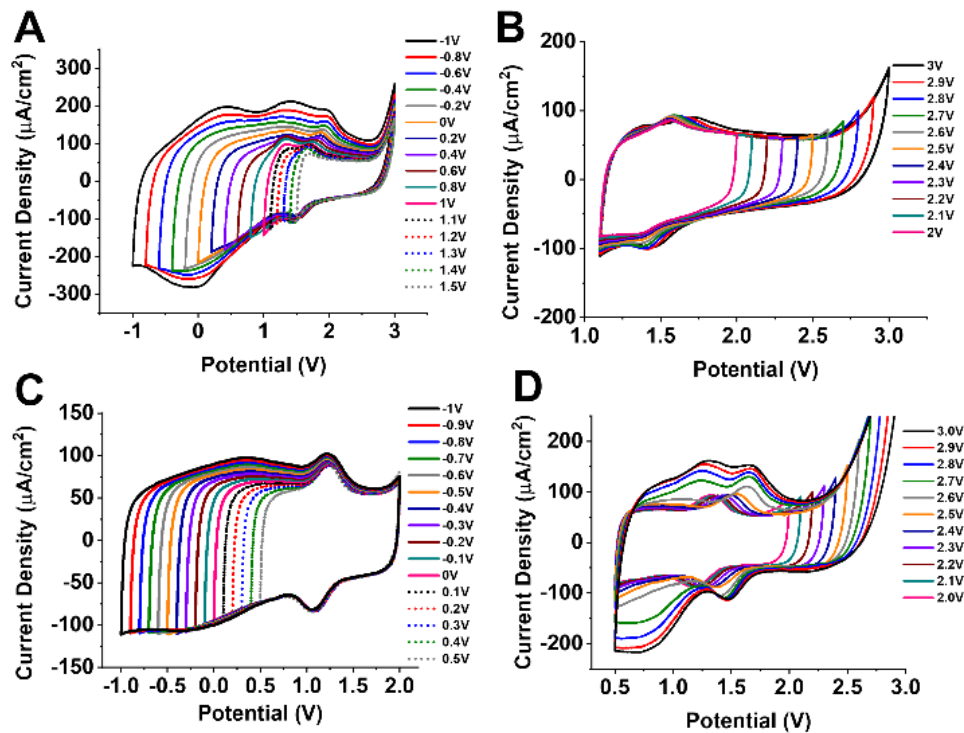 A
Current Density (μA/cm²)
300
200
100
0
-100
-200
-300
-1 0 1 2 3
Potential (V)
-1V
-0.8V
-0.6V
-0.4V
-0.2V
0V
0.2V
0.4V
0.6V
0.8V
1V
1.1V
1.2V
1.3V
1.4V
1.5V
B
Current Density (μA/cm²)
200
100
0
-100
-200
1.5 2.0 2.5 3.0
Potential (V)
3V
2.9V
2.8V
2.7V
2.6V
2.5V
2.4V
2.3V
2.2V
2.1V
2V
C
Current Density (μA/cm²)
150
100
50
0
-50
-100
-150
-1.0 -0.5 0.0 0.5 1.0 1.5 2.0
Potential (V)
-1V
-0.9V
-0.8V
-0.7V
-0.6V
-0.5V
-0.4V
-0.3V
-0.2V
-0.1V
0V
0.1V
0.2V
0.3V
0.4V
0.5V
D
Current Density (μA/cm²)
200
100
0
-100
-200
0.5 1.0 1.5 2.0 2.5 3.0
Potential (V)
3.0V
2.9V
2.8V
2.7V
2.6V
2.5V
2.4V
2.3V
2.2V
2.1V
2.0V